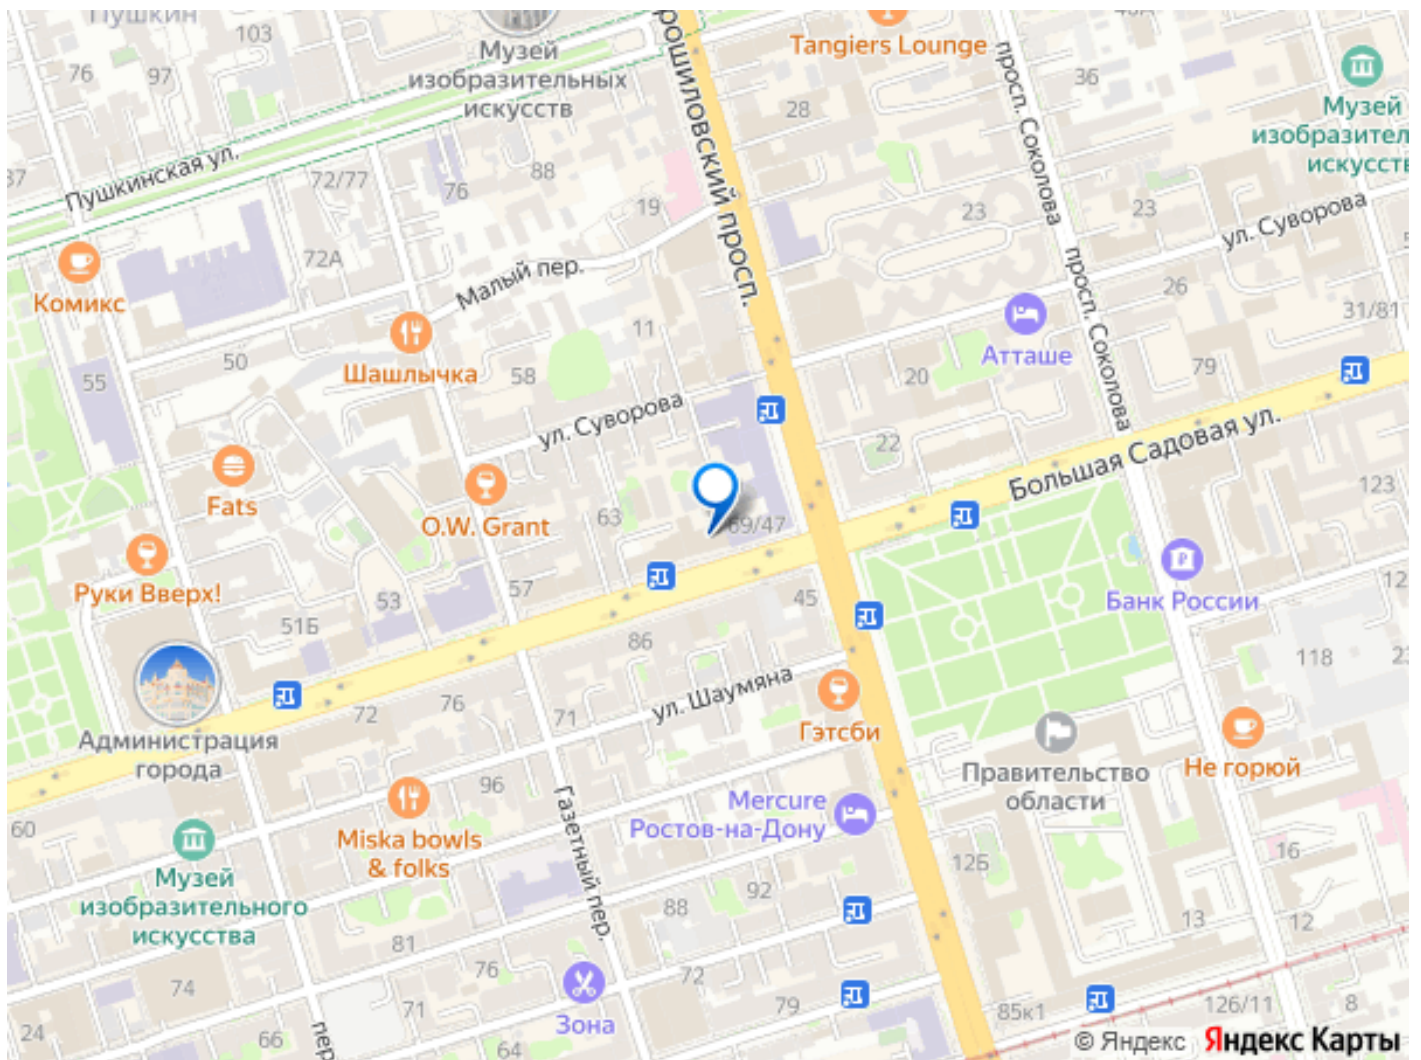 Пушкин
103
76
97
Музей
изобразительных
искусств
Tangiers Lounge
36
28
Музей
изобразител
искусств
рошиловский просп.
просп. Соколова
Пушкинская ул.
37
72/77
76
88
19
23
23
ул. Суворова
72А
Малый пер.
просп. Соколова
26
31/81
Комикс
11
Атташе
50
Шашлычка
58
20
79
55
ул. Суворова
22
Большая Садовая ул.
Fats
O.W. Grant
63
69/47
123
Руки Вверх!
57
53
45
Банк России
12
51Б
86
118
23
76
72
71
ул. Шаумяна
Гэтсби
Администрация
города
Правительство
области
Не горюй
96
Газетный пер.
Mercure
Ростов-на-Дону
60
Miska bowls
& folks
Музей
изобразительного
искусства
12Б
16
92
88
13
12
81
76
72
74
71
79
Зона
85к1
126/11
8
24
66
пер
64
© Яндекс Яндекс Карты